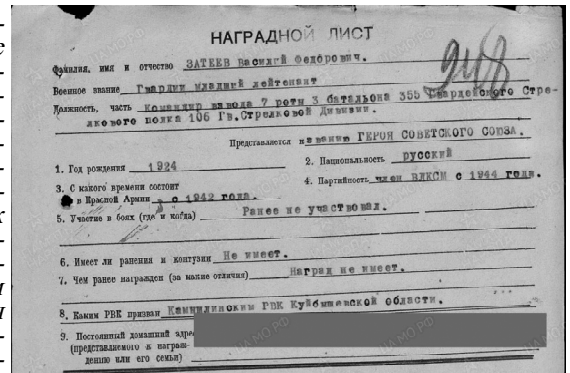 НАГРАДНОЙ ЛИСТ
948
Фамилия, имя и отчество ЗАТЕЕВ Василий Федорович.
Военное звание Гвардии младший лейтенант
Должность, часть Командир взвода 7 роты 3 батальона 355 Гвардейского Стре-
лкового полка 106 Гв.Стрелковой Дивизии.
Представляется к званию ГЕРОЯ СОВЕТСКОГО СОЮЗА.
1. Год рождения 1924
2. Национальность русский
3. С какого времени состоит
в Красной Армии с 1942 года.
4. Партийность член ВЛКСМ с 1944 года.
5. Участие в боях (где и когда) Ранее не участвовал.
6. Имеет ли ранения и контузии Не имеет.
7. Чем ранее награжден (за какие отличия) Наград не имеет.
8. Каким РВК призван РВК Куйбышевской области.
9. Постоянный домашний адрес
(представляемого к награж-
дению или его семьи)